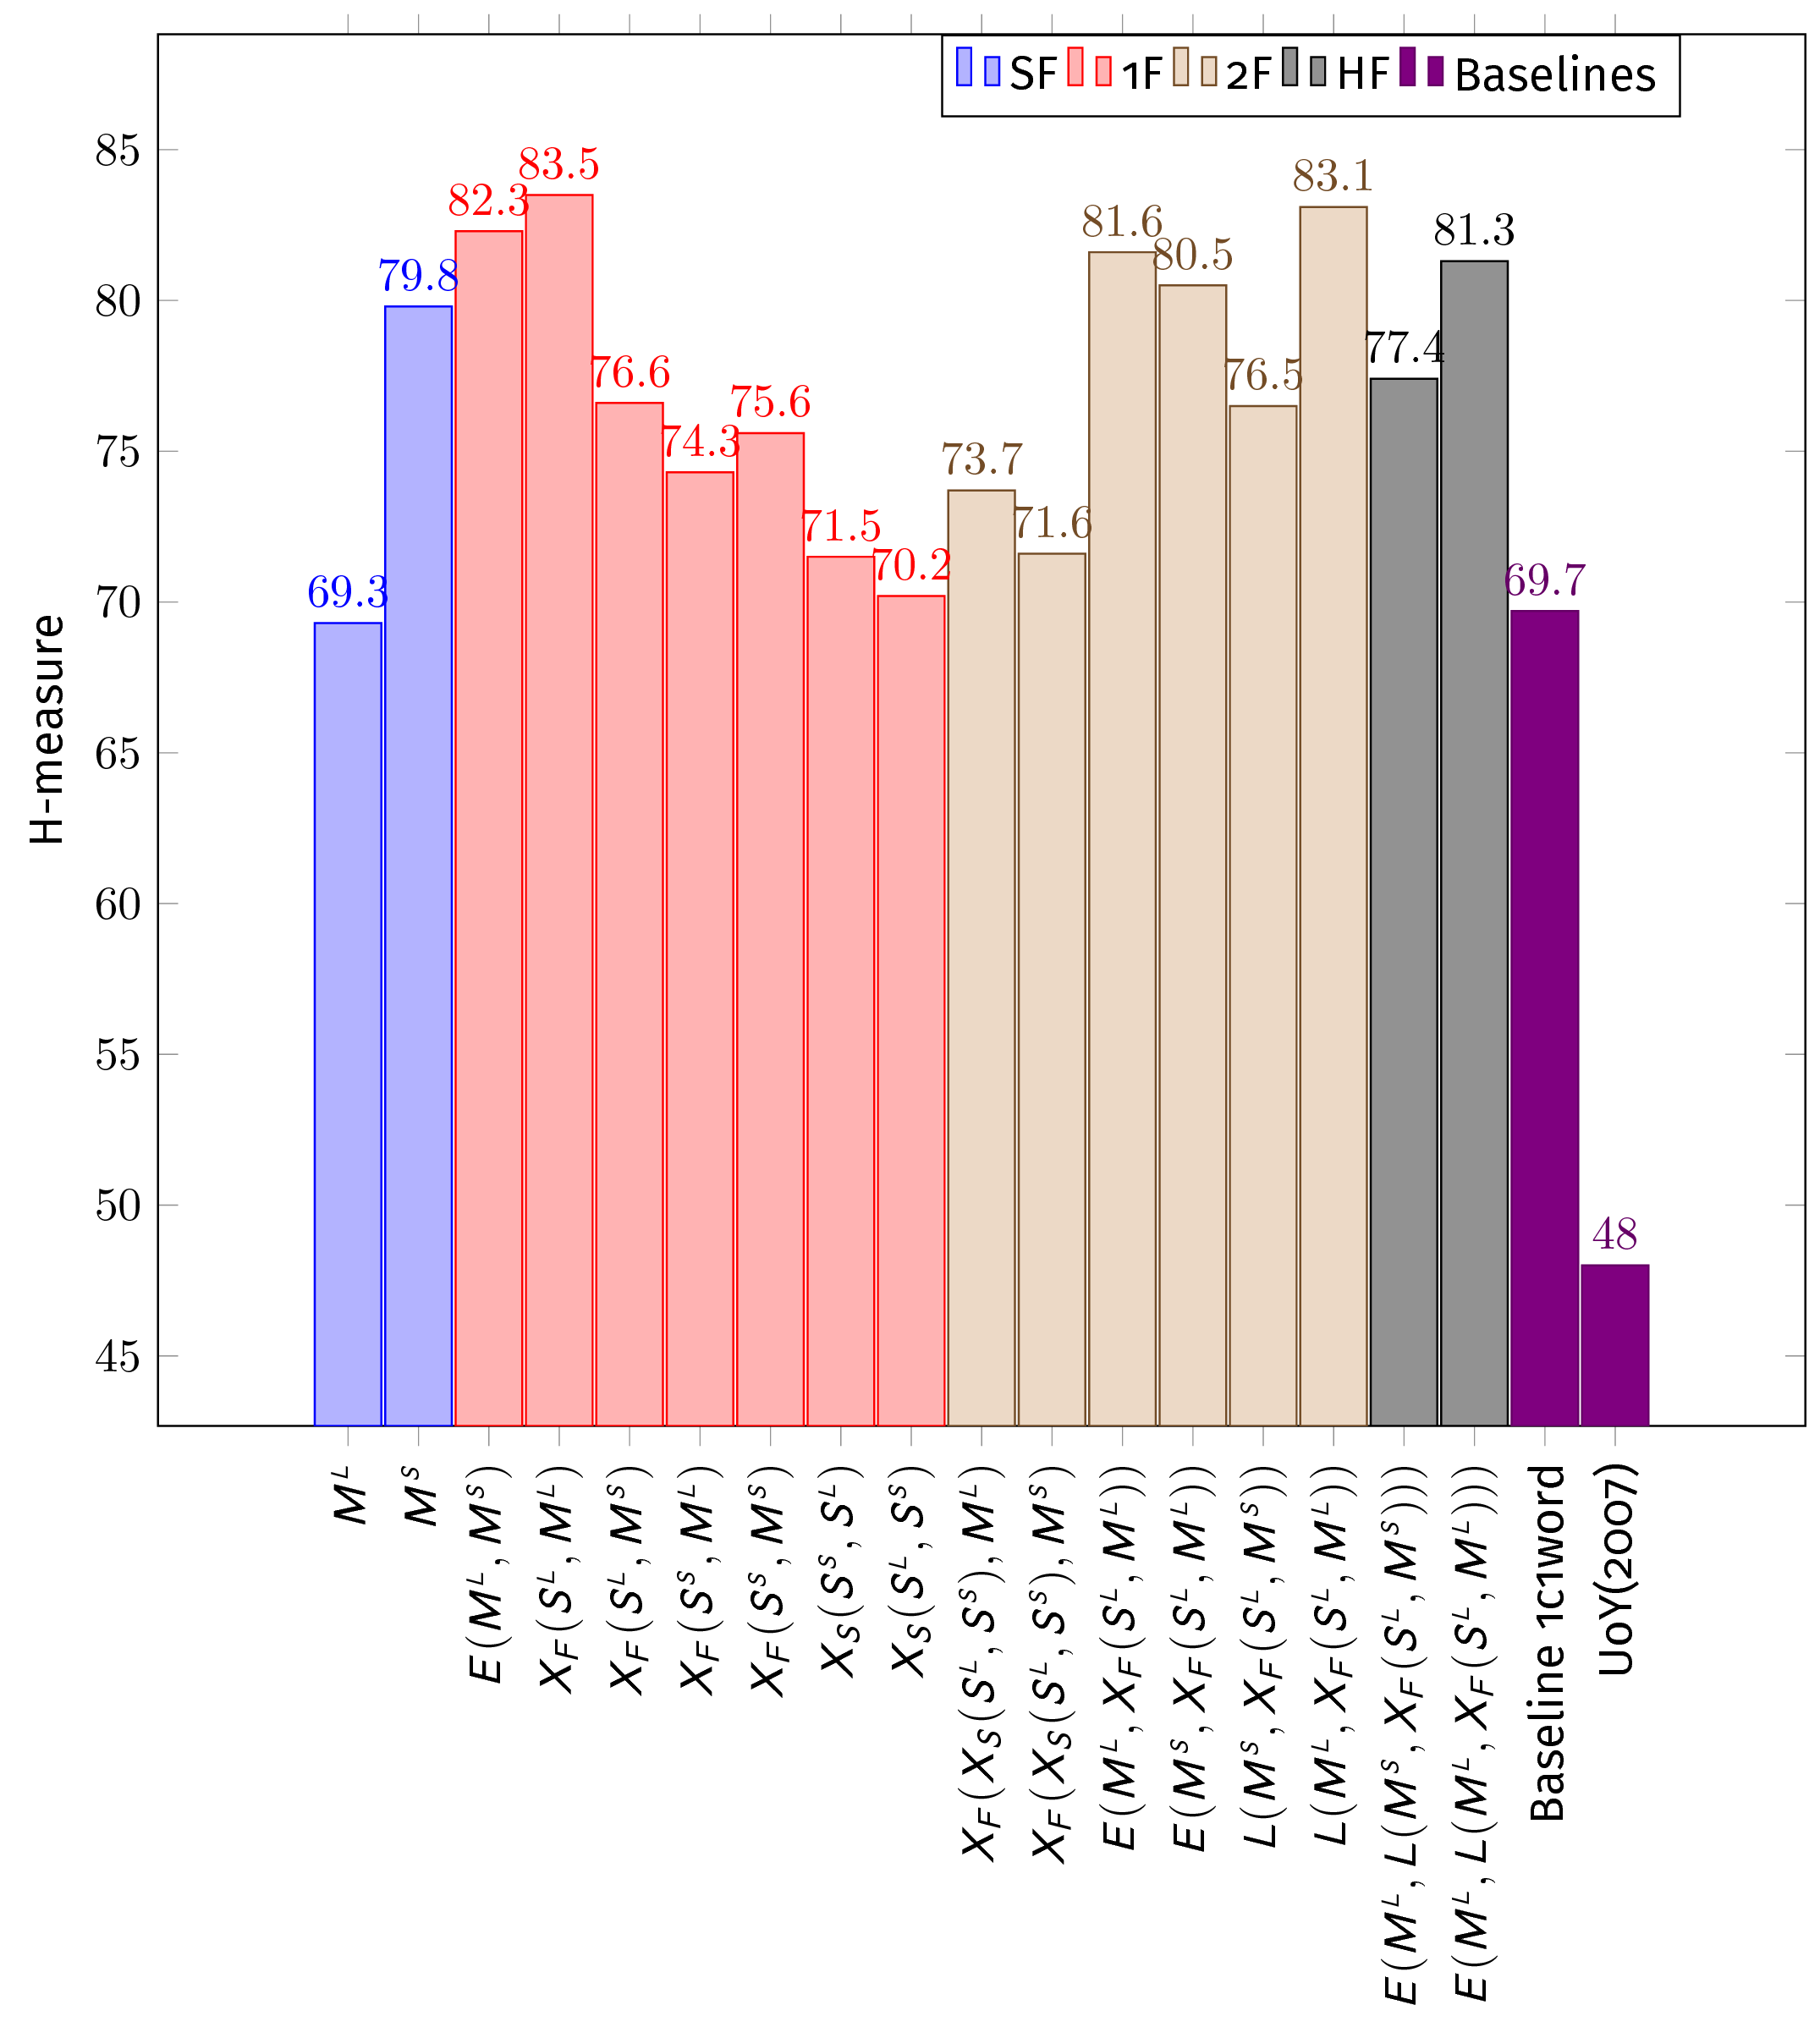 SF 1F 2F HF Baselines
H-measure
85
80
75
70
65
60
55
50
45
69.3
79.8
82.3
83.5
76.6
74.3
75.6
71.5
70.2
73.7
71.6
81.6
80.5
76.5
83.1
77.4
81.3
69.7
48
M^L
M^S
E(M^L, M^S)
X_F(S^L, M^L)
X_F(S^L, M^S)
X_F(S^S, M^L)
X_F(S^S, M^S)
X_S(S^S, S^L)
X_S(S^L, S^S)
X_F(X_S(S^L, S^S), M^L)
X_F(X_S(S^L, S^S), M^S)
E(M^L, X_F(S^L, M^L))
E(M^S, X_F(S^L, M^L))
L(M^S, X_F(S^L, M^S))
L(M^L, X_F(S^L, M^L))
E(M^L, L(M^S, X_F(S^L, M^S)))
E(M^L, L(M^L, X_F(S^L, M^L)))
Baseline 1c1word
UoY(2007)